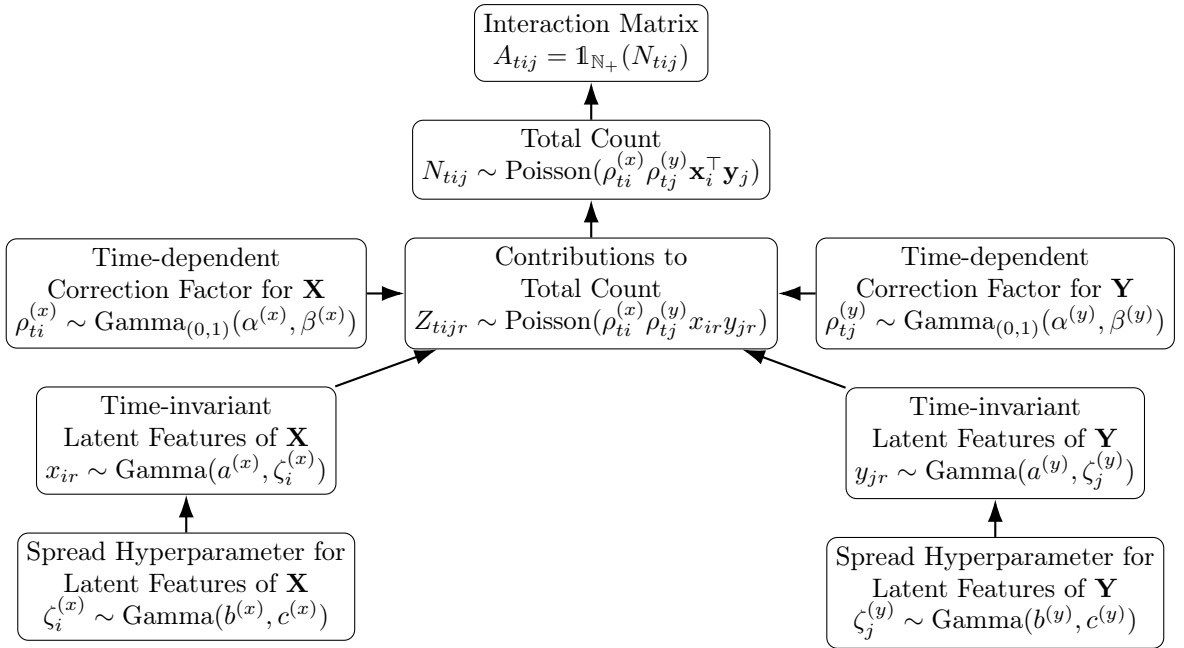 Interaction Matrix
A_{tij} = 𝟙_{ℕ_+}(N_{tij})
Total Count
N_{tij} ∼ Poisson(ρ_{ti}^{(x)} ρ_{tj}^{(y)} 𝐱_i^⊤ 𝐲_j)
Time-dependent
Correction Factor for 𝐗
ρ_{ti}^{(x)} ∼ Gamma_{(0,1)}(α^{(x)}, β^{(x)})
Contributions to
Total Count
Z_{tijr} ∼ Poisson(ρ_{ti}^{(x)} ρ_{tj}^{(y)} x_{ir} y_{jr})
Time-dependent
Correction Factor for 𝐘
ρ_{tj}^{(y)} ∼ Gamma_{(0,1)}(α^{(y)}, β^{(y)})
Time-invariant
Latent Features of 𝐗
x_{ir} ∼ Gamma(a^{(x)}, ζ_i^{(x)})
Time-invariant
Latent Features of 𝐘
y_{jr} ∼ Gamma(a^{(y)}, ζ_j^{(y)})
Spread Hyperparameter for
Latent Features of 𝐗
ζ_i^{(x)} ∼ Gamma(b^{(x)}, c^{(x)})
Spread Hyperparameter for
Latent Features of 𝐘
ζ_j^{(y)} ∼ Gamma(b^{(y)}, c^{(y)})